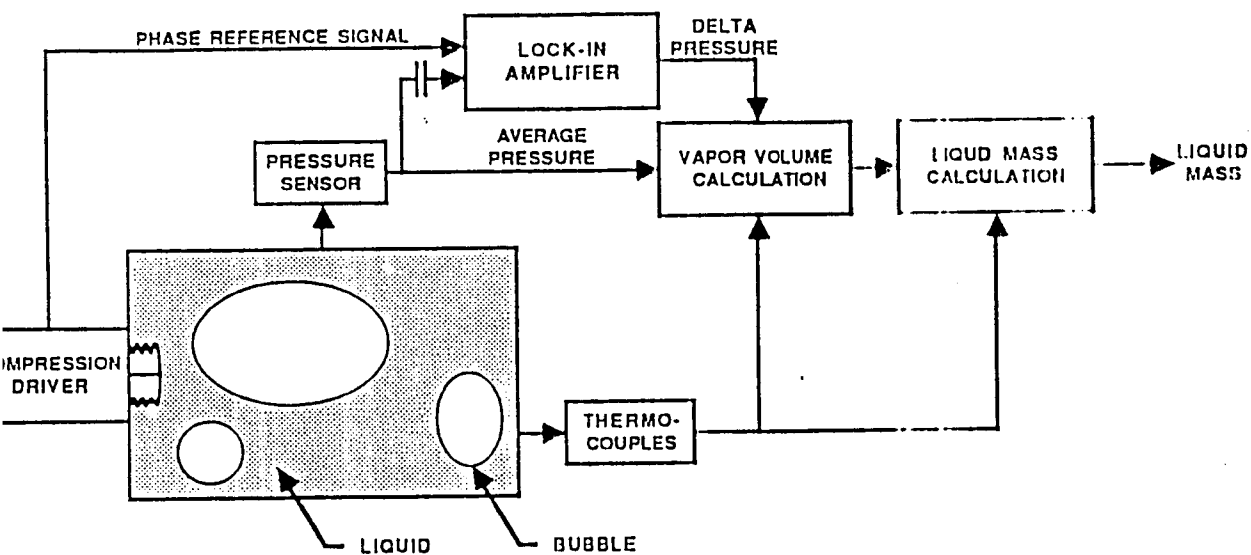 PHASE REFERENCE SIGNAL
LOCK-IN
AMPLIFIER
DELTA
PRESSURE
PRESSURE
SENSOR
AVERAGE
PRESSURE
VAPOR VOLUME
CALCULATION
LIQUD MASS
CALCULATION
LIQUID
MASS
OMPRESSION
DRIVER
THERMO-
COUPLES
LIQUID
BUBBLE